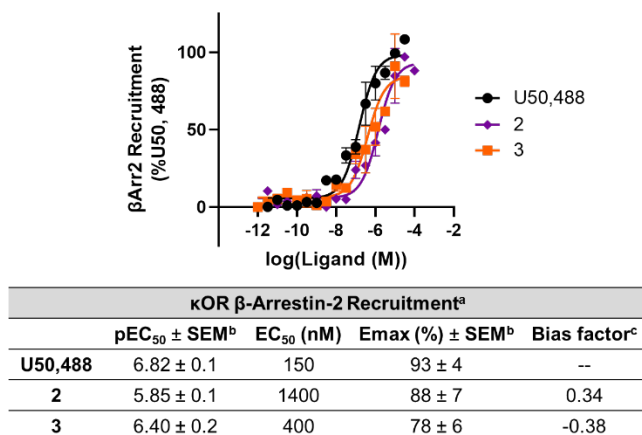 βArr2 Recruitment
(%U50, 488)
100
50
0
-12 -10 -8 -6 -4 -2
log(Ligand (M))
U50,488
2
3
κOR β-Arrestin-2 Recruitmentᵃ
pEC₅₀ ± SEMᵇ EC₅₀ (nM) Emax (%) ± SEMᵇ Bias factorᶜ
U50,488 6.82 ± 0.1 150 93 ± 4 --
2 5.85 ± 0.1 1400 88 ± 7 0.34
3 6.40 ± 0.2 400 78 ± 6 -0.38